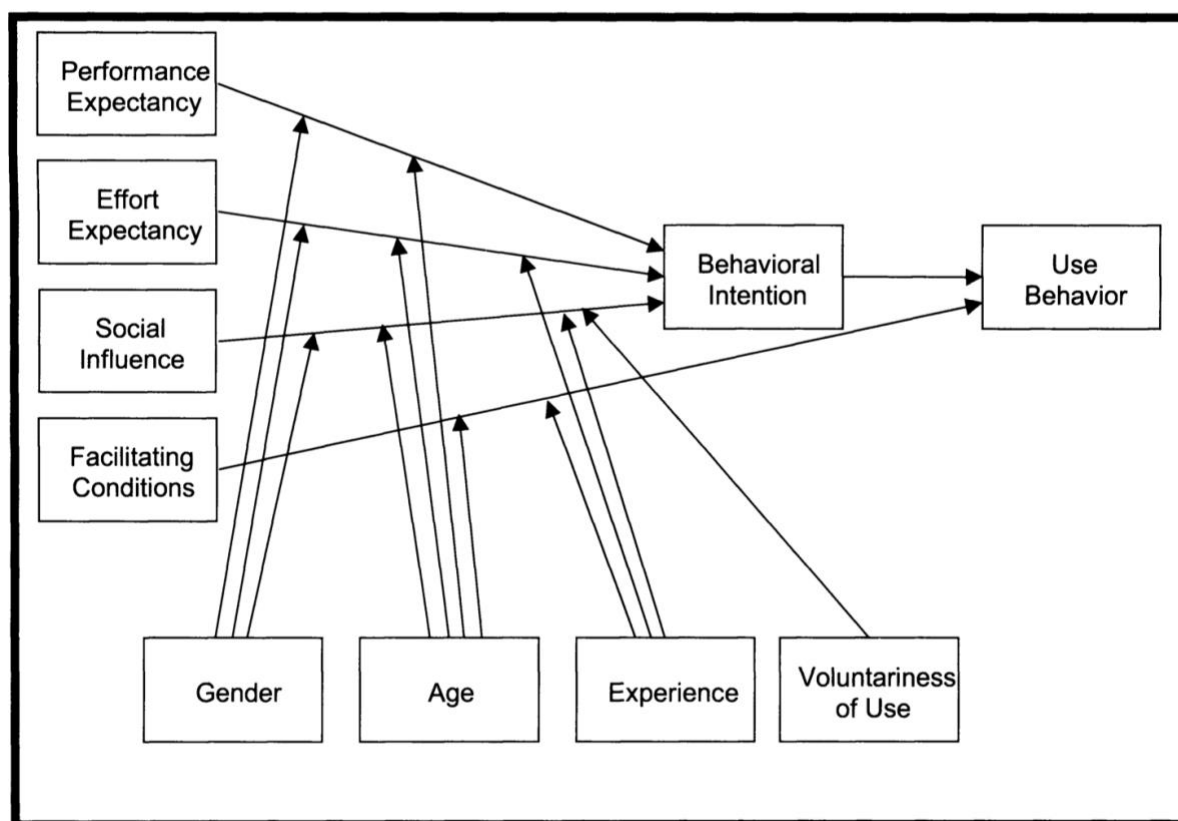 Performance
Expectancy
Effort
Expectancy
Social
Influence
Facilitating
Conditions
Behavioral
Intention
Use
Behavior
Gender
Age
Experience
Voluntariness
of Use